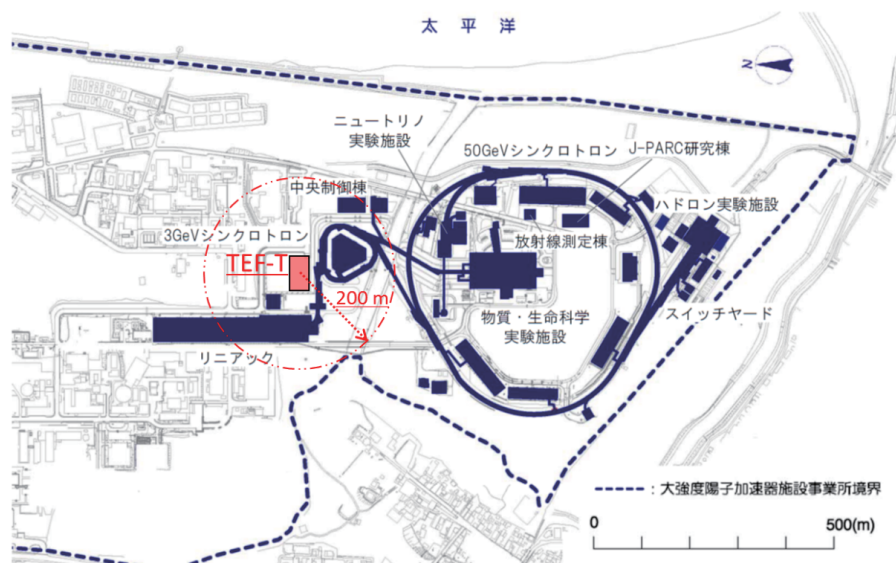 太 平 洋
N
ニュートリノ
実験施設
50GeVシンクロトロン
J-PARC研究棟
中央制御棟
ハドロン実験施設
3GeVシンクロトロン
放射線測定棟
TEF-T
200 m
物質・生命科学
実験施設
スイッチヤード
リニアック
：大強度陽子加速器施設事業所境界
0
500(m)